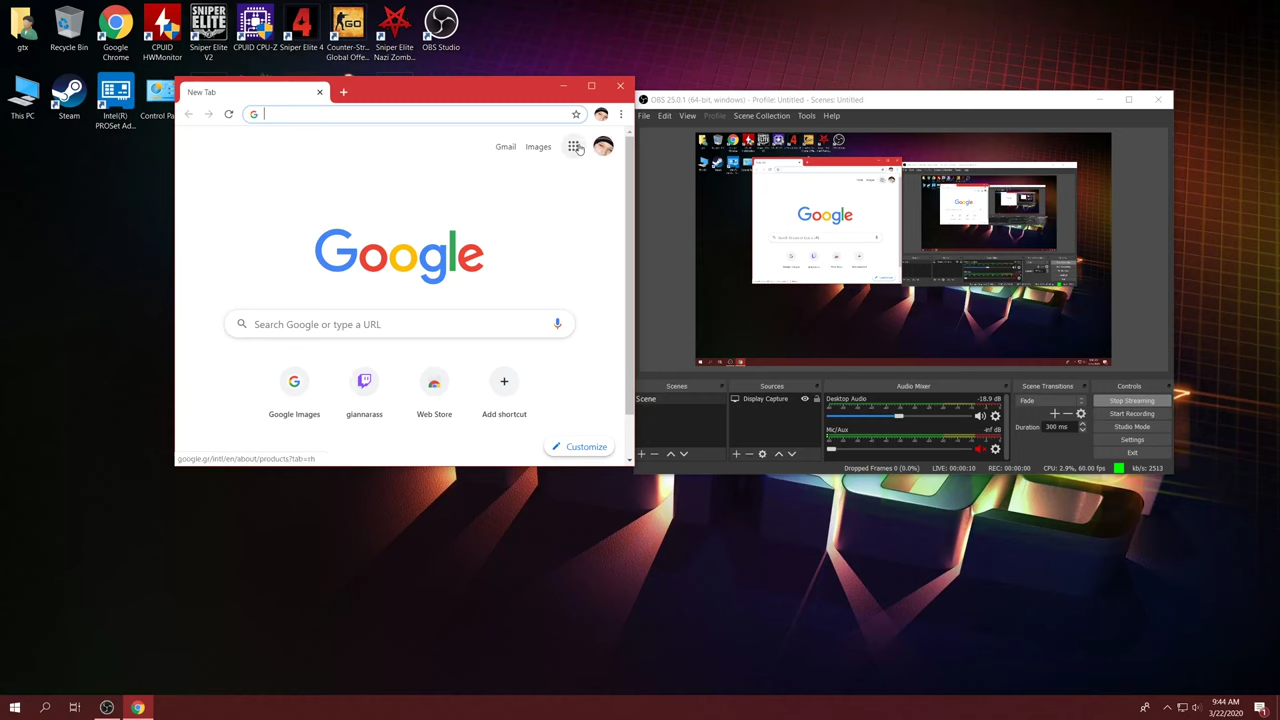 gtx
Recycle Bin
Google Chrome
CPUID HWMonitor
Sniper Elite V2
CPUID CPU-Z
Sniper Elite 4
Counter-Str... Global Offe...
Sniper Elite Nazi Zomb...
OBS Studio
This PC
Steam
Intel(R) PROSet Ad...
Control Pa
New Tab
Gmail
Images
Google
Search Google or type a URL
Google Images
giannarass
Web Store
Add shortcut
Customize
google.gr/intl/en/about/products?tab=rh
OBS 25.0.1 (64-bit, windows) - Profile: Untitled - Scenes: Untitled
File Edit View Profile Scene Collection Tools Help
Google
Scenes
Sources
Audio Mixer
Scene Transitions
Controls
Scene
Display Capture
Desktop Audio
-18.9 dB
Mic/Aux
-inf dB
Fade
Duration 300 ms
Stop Streaming
Start Recording
Studio Mode
Settings
Exit
Dropped Frames 0 (0.0%)
LIVE: 00:00:10
REC: 00:00:00
CPU: 2.9%, 60.00 fps
kb/s: 2513
9:44 AM
3/22/2020